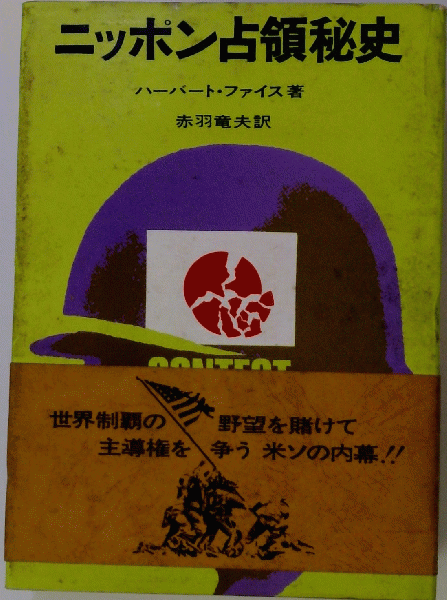 ニッポン占領秘史
ハーバート・ファイス著
赤羽竜夫訳
CONTEST
世界制覇の 野望を賭けて
主導権を 争う 米ソの内幕!!